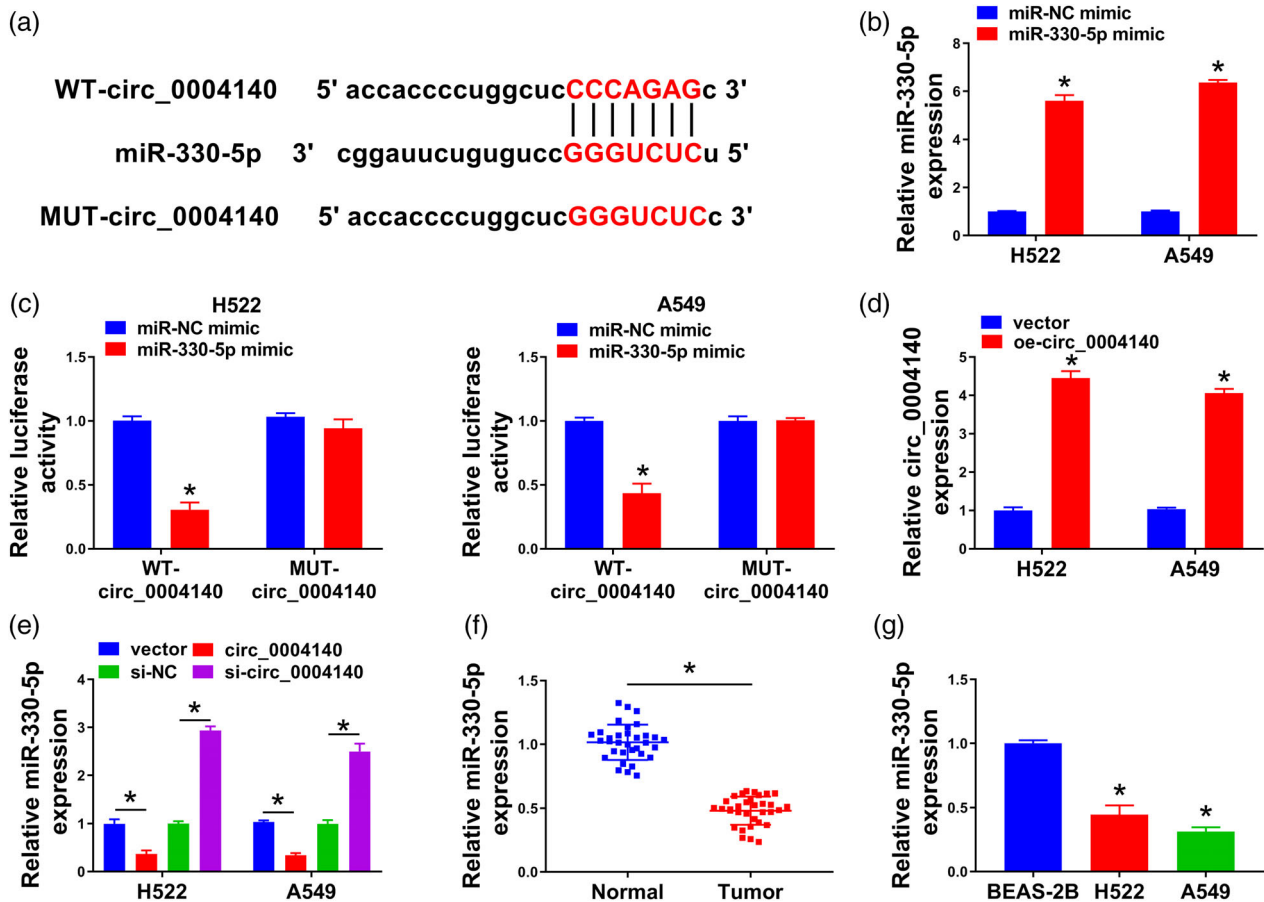 (a)
WT-circ_0004140 5' accaccccuggcucCCCAGAGc 3'
miR-330-5p 3' cggauucuguguccGGGUCUCu 5'
MUT-circ_0004140 5' accaccccuggcucGGGUCUCc 3'
(b)
miR-NC mimic
miR-330-5p mimic
Relative miR-330-5p
expression
8
6
4
2
0
* *
H522 A549
(c)
H522
miR-NC mimic
miR-330-5p mimic
Relative luciferase
activity
1.5
1.0
0.5
0.0
*
WT-
circ_0004140
MUT-
circ_0004140
A549
miR-NC mimic
miR-330-5p mimic
Relative luciferase
activity
1.5
1.0
0.5
0.0
*
WT-
circ_0004140
MUT-
circ_0004140
(d)
vector
oe-circ_0004140
Relative circ_0004140
expression
5
4
3
2
1
0
* *
H522 A549
(e)
vector circ_0004140
si-NC si-circ_0004140
Relative miR-330-5p
expression
4
3
2
1
0
* * * *
H522 A549
(f)
Relative miR-330-5p
expression
1.5
1.0
0.5
0.0
*
Normal Tumor
(g)
Relative miR-330-5p
expression
1.5
1.0
0.5
0.0
* *
BEAS-2B H522 A549